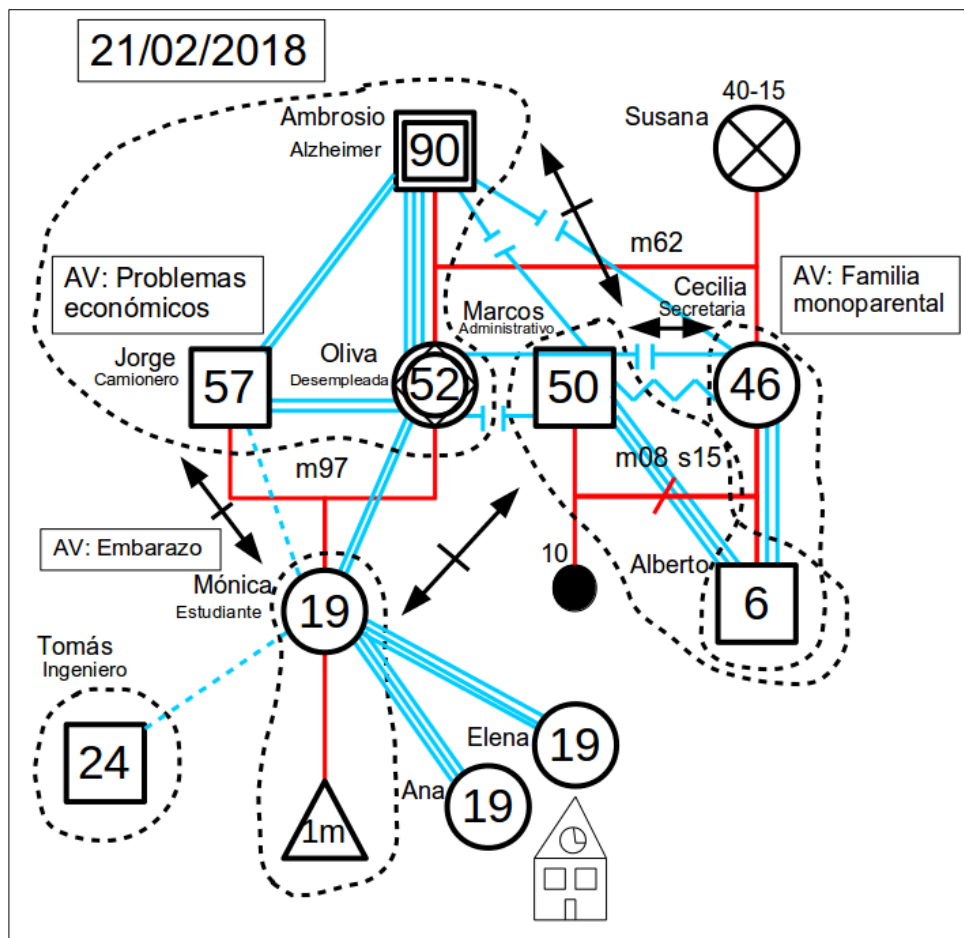 21/02/2018
40-15
Susana
Ambrosio
Alzheimer
90
m62
AV: Problemas
económicos
AV: Familia
monoparental
Cecilia
Secretaria
Marcos
Administrativo
Jorge
Camionero
57
Oliva
Desempleada
52
50
46
m97
m08 s15
AV: Embarazo
10
Alberto
6
Mónica
Estudiante
19
Tomás
Ingeniero
24
Elena
19
Ana
19
1m